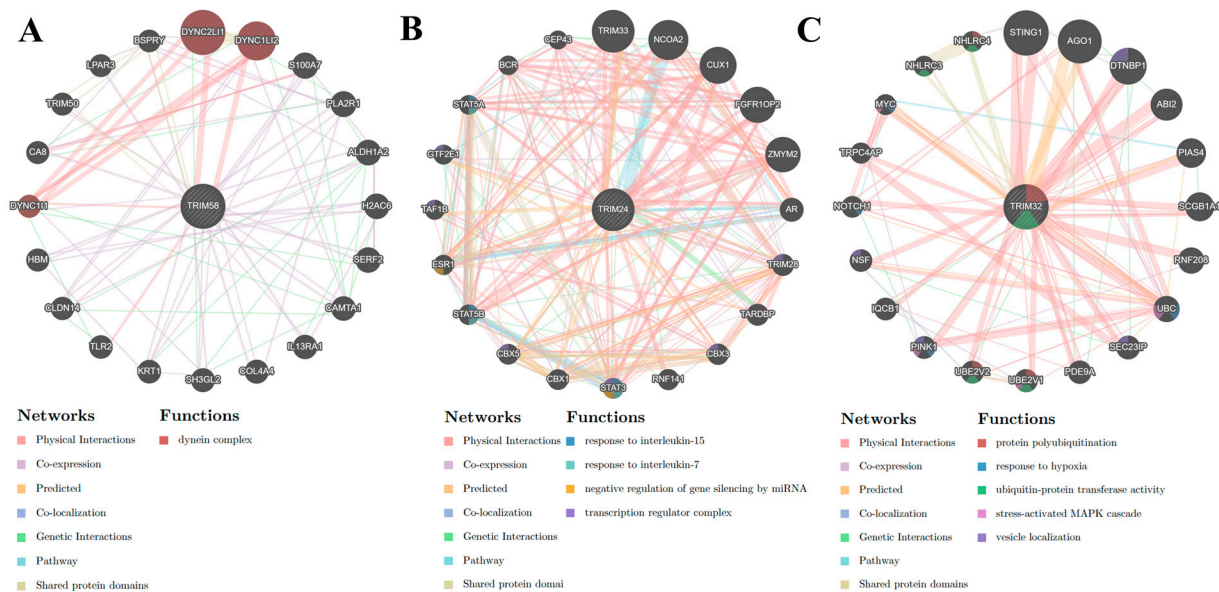 A
DYNC2LI1
DYNC1LI2
BSPRY
S100A7
LPAR3
PLA2R1
TRIM50
ALDH1A2
CA8
DYNC1I1
TRIM58
H2AC6
HBM
SERF2
CLDN14
CAMTA1
TLR2
IL13RA1
KRT1
SH3GL2
COL4A4
Networks
Functions
Physical Interactions
dynein complex
Co-expression
Predicted
Co-localization
Genetic Interactions
Pathway
Shared protein domains
B
TRIM33
CEP43
NCOA2
BCR
CUX1
STAT5A
FGFR1OP2
GTF2E1
ZMYM2
TAF1B
TRIM24
AR
ESR1
TRIM28
STAT5B
TARDBP
CBX5
CBX3
CBX1
STAT3
RNF141
Networks
Functions
Physical Interactions
response to interleukin-15
Co-expression
response to interleukin-7
Predicted
negative regulation of gene silencing by miRNA
Co-localization
transcription regulator complex
Genetic Interactions
Pathway
Shared protein domai
C
STING1
NHLRC4
AGO1
NHLRC3
DTNBP1
MYC
ABI2
TRPC4AP
PIAS4
NOTCH1
TRIM32
SCGB1A1
NSF
RNF208
IQCB1
UBC
PINK1
SEC23IP
UBE2V2
UBE2V1
PDE9A
Networks
Functions
Physical Interactions
protein polyubiquitination
Co-expression
response to hypoxia
Predicted
ubiquitin-protein transferase activity
Co-localization
stress-activated MAPK cascade
Genetic Interactions
vesicle localization
Pathway
Shared protein domains